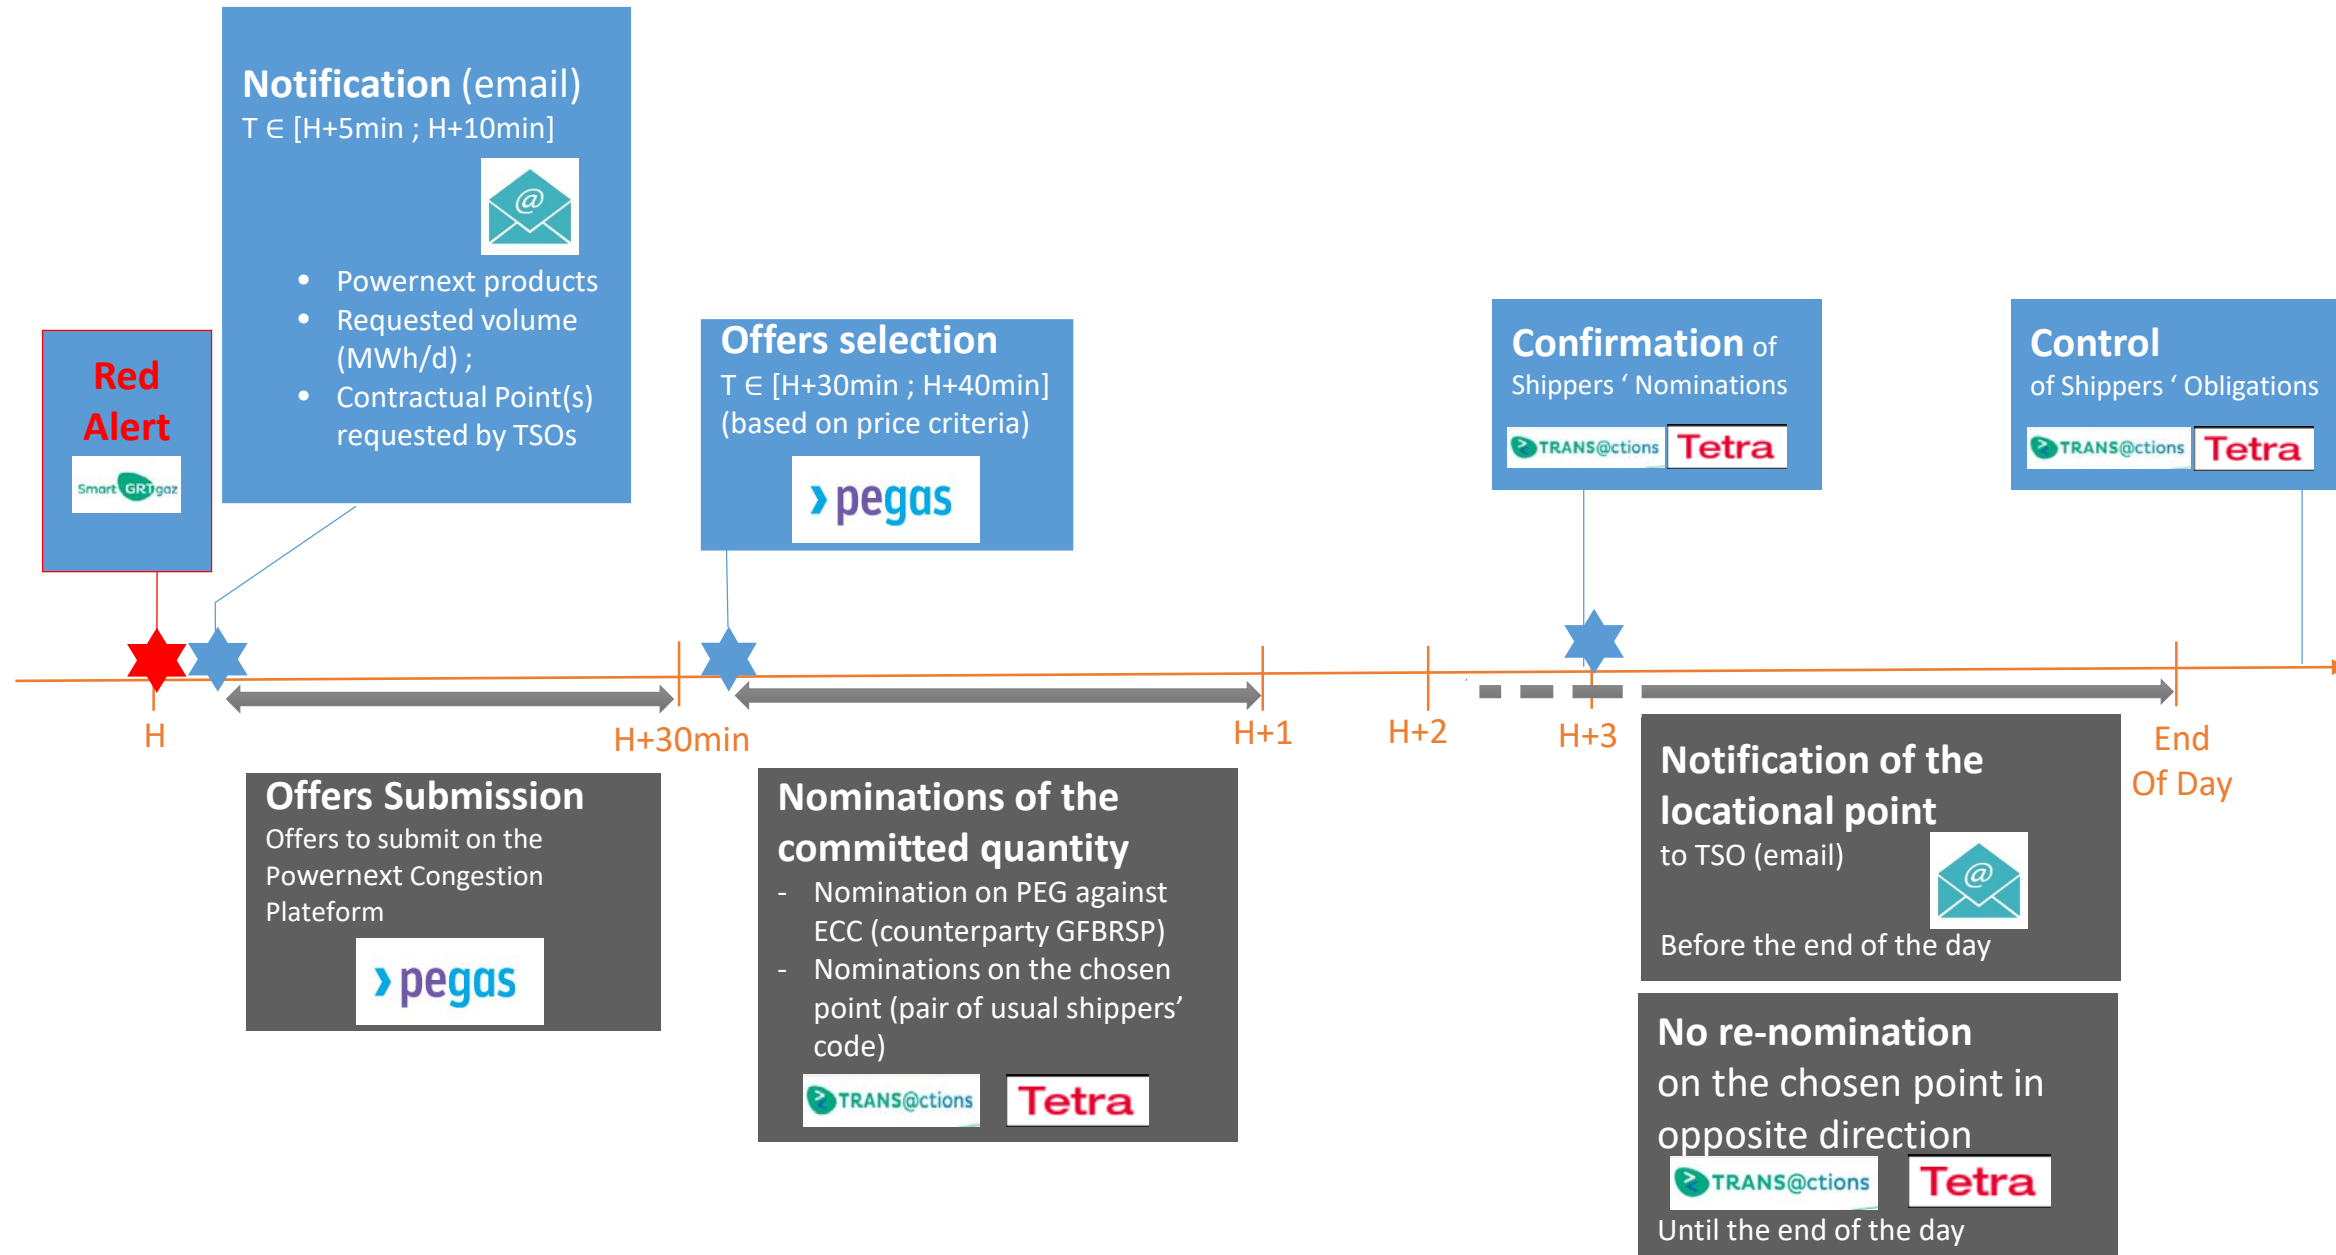 Notification (email)
T ∈ [H+5min ; H+10min]
@
• Powernext products
• Requested volume
(MWh/d) ;
• Contractual Point(s)
requested by TSOs
Red
Alert
Smart GRTgaz
Offers selection
T ∈ [H+30min ; H+40min]
(based on price criteria)
pegas
Confirmation of
Shippers ‘ Nominations
TRANS@ctions Tetra
Control
of Shippers ‘ Obligations
TRANS@ctions Tetra
H
H+30min
H+1
H+2
H+3
End
Of Day
Offers Submission
Offers to submit on the
Powernext Congestion
Plateform
pegas
Nominations of the
committed quantity
- Nomination on PEG against
ECC (counterparty GFBRSP)
- Nominations on the chosen
point (pair of usual shippers’
code)
TRANS@ctions Tetra
Notification of the
locational point
to TSO (email)
@
Before the end of the day
No re-nomination
on the chosen point in
opposite direction
TRANS@ctions Tetra
Until the end of the day